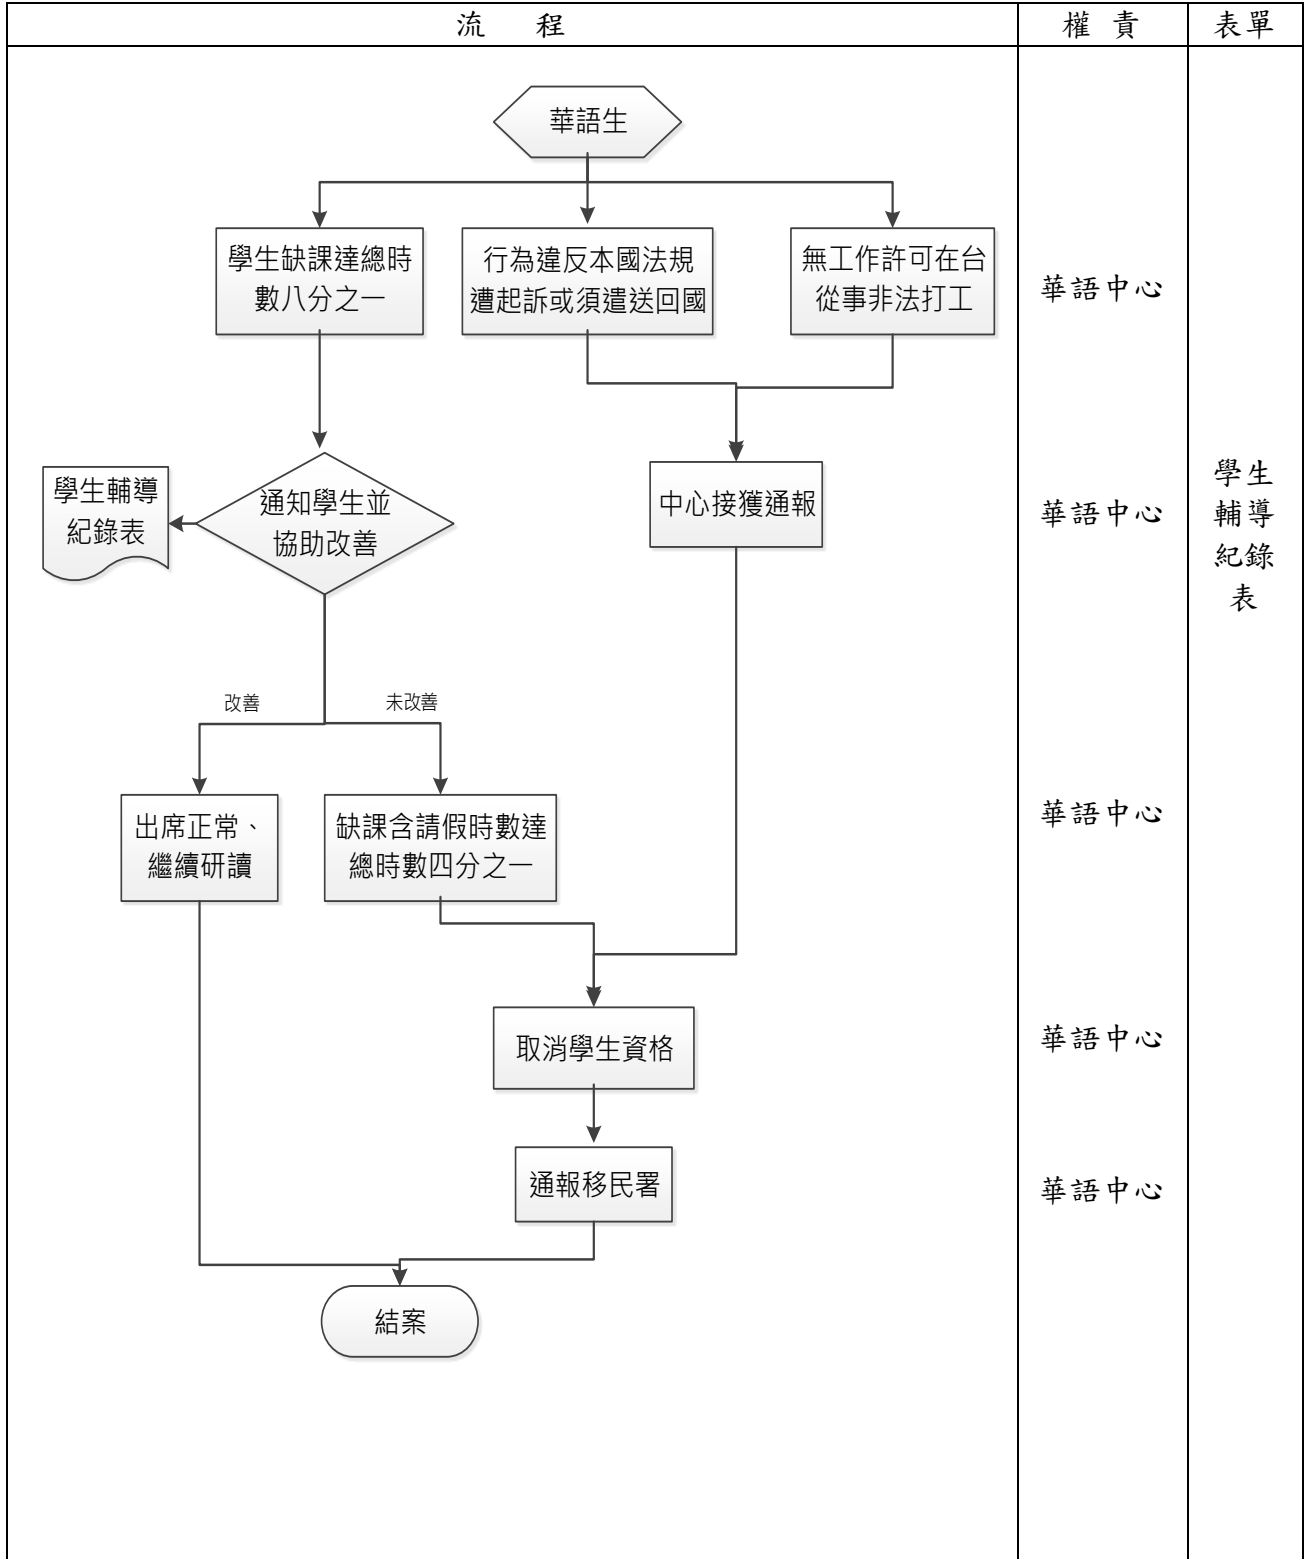 流 程
權 責
表單
華語生
學生缺課達總時
數八分之一
行為違反本國法規
遭起訴或須遣送回國
無工作許可在台
從事非法打工
華語中心
學生輔導
紀錄表
通知學生並
協助改善
中心接獲通報
華語中心
學生
輔導
紀錄
表
改善
未改善
出席正常、
繼續研讀
缺課含請假時數達
總時數四分之一
華語中心
取消學生資格
華語中心
通報移民署
華語中心
結案